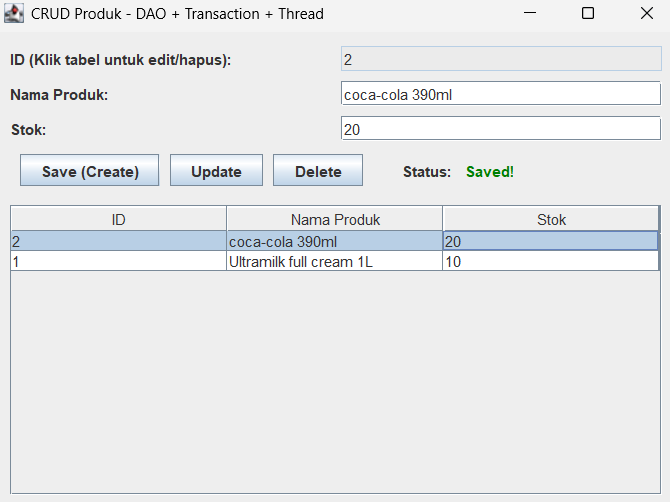 CRUD Produk - DAO + Transaction + Thread
ID (Klik tabel untuk edit/hapus): 2
Nama Produk: coca-cola 390ml
Stok: 20
Save (Create) Update Delete Status: Saved!
ID Nama Produk Stok
2 coca-cola 390ml 20
1 Ultramilk full cream 1L 10